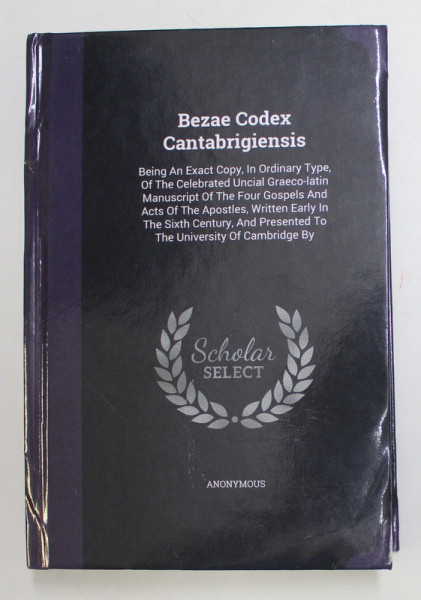 Bezae Codex
Cantabrigiensis
Being An Exact Copy, In Ordinary Type,
Of The Celebrated Uncial Graeco-latin
Manuscript Of The Four Gospels And
Acts Of The Apostles, Written Early In
The Sixth Century, And Presented To
The University Of Cambridge By
Scholar
SELECT
ANONYMOUS